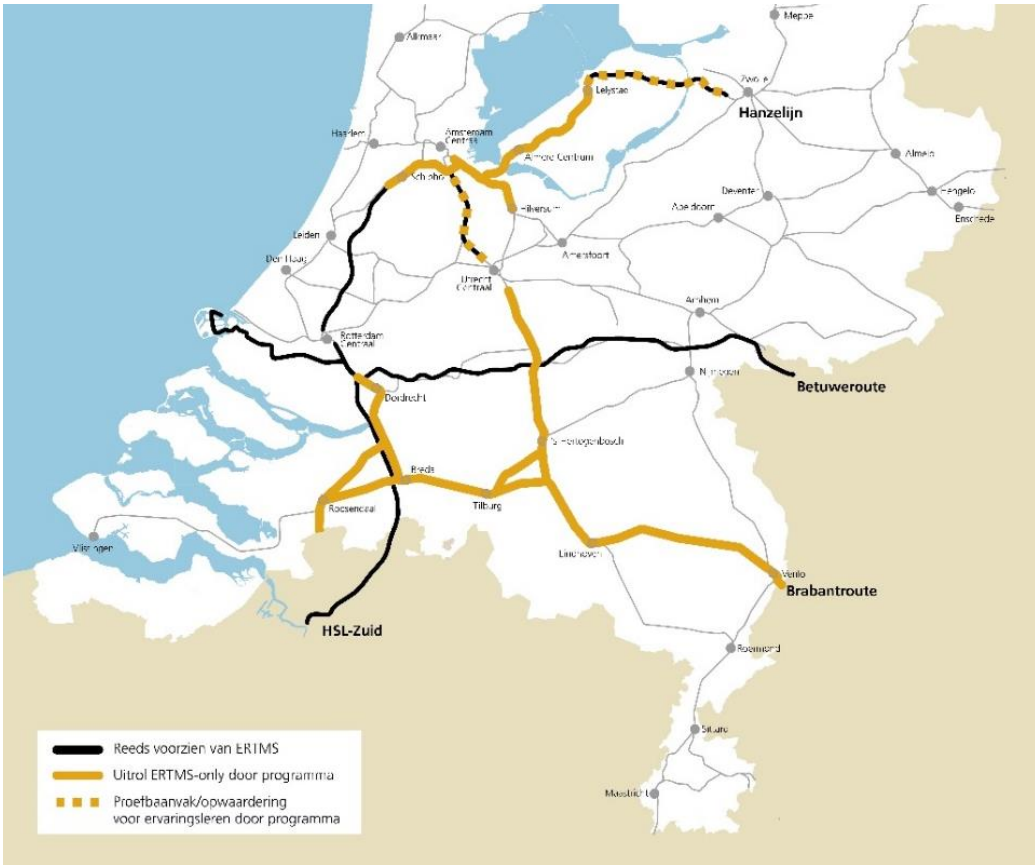 Meppe
Alkmaar
Zwolle
Lelystad
Hanzelijn
Haarlem
Amsterdam
Centraal
Almere Centrum
Almelo
Schiphol
Deventer
Hengelo
Hilversum
Apeldoorn
Enschede
Leiden
Amersfoort
Den Haag
Utrecht
Centraal
Arnhem
Rotterdam
Centraal
Nijmegen
Betuweroute
Dordrecht
's Hertogenbosch
Breda
Roosendaal
Tilburg
Vlissingen
Eindhoven
Venlo
Brabantroute
HSL-Zuid
Roermond
Sittard
Maastricht
Reeds voorzien van ERTMS
Uitrol ERTMS-only door programma
Proefbaanvak/opwaardering
voor ervaringsleren door programma